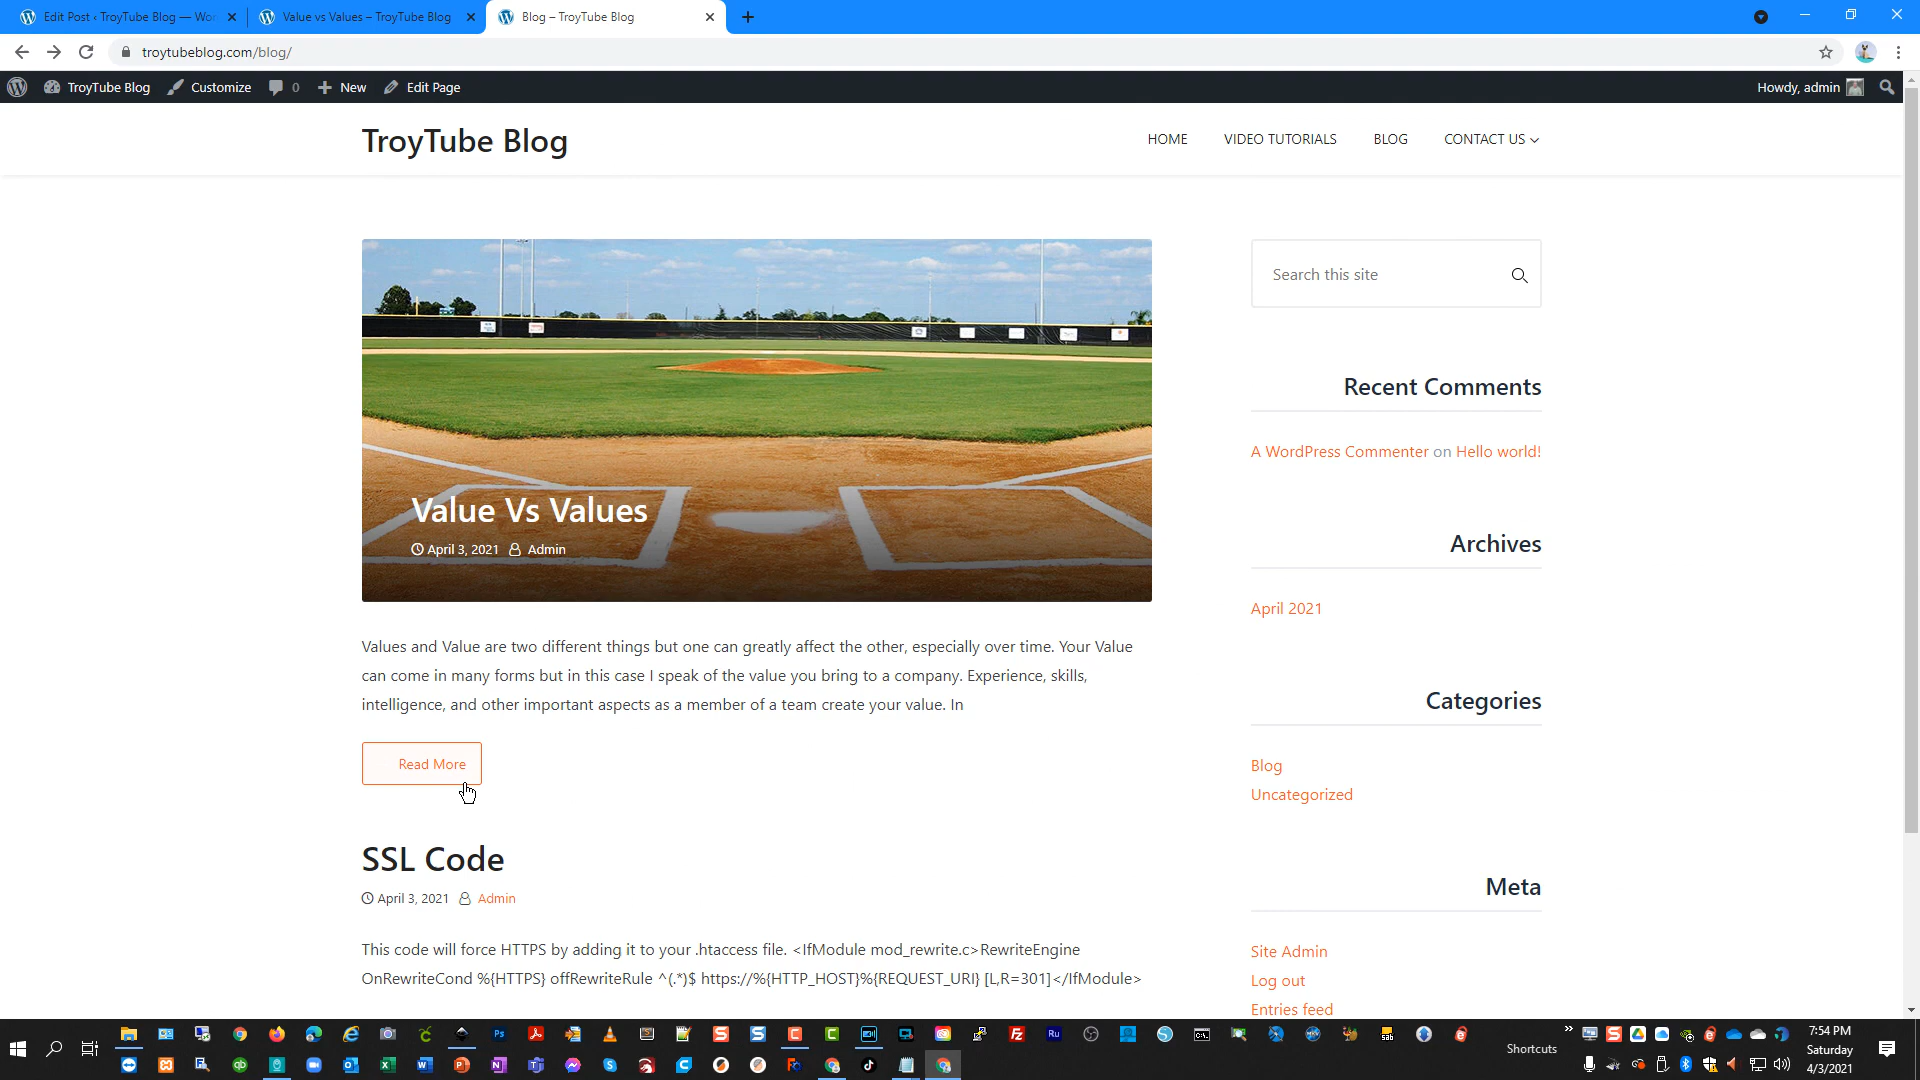 Edit Post ‹ TroyTube Blog — Wo
Value vs Values – TroyTube Blog
Blog – TroyTube Blog
troytubeblog.com/blog/
TroyTube Blog
Customize
0
New
Edit Page
Howdy, admin
TroyTube Blog
HOME
VIDEO TUTORIALS
BLOG
CONTACT US
Value Vs Values
April 3, 2021 Admin
Values and Value are two different things but one can greatly affect the other, especially over time. Your Value
can come in many forms but in this case I speak of the value you bring to a company. Experience, skills,
intelligence, and other important aspects as a member of a team create your value. In
Read More
SSL Code
April 3, 2021 Admin
This code will force HTTPS by adding it to your .htaccess file. <IfModule mod_rewrite.c>RewriteEngine
OnRewriteCond %{HTTPS} offRewriteRule ^(.*)$ https://%{HTTP_HOST}%{REQUEST_URI} [L,R=301]</IfModule>
Search this site
Recent Comments
A WordPress Commenter on Hello world!
Archives
April 2021
Categories
Blog
Uncategorized
Meta
Site Admin
Log out
Entries feed
Shortcuts
7:54 PM
Saturday
4/3/2021